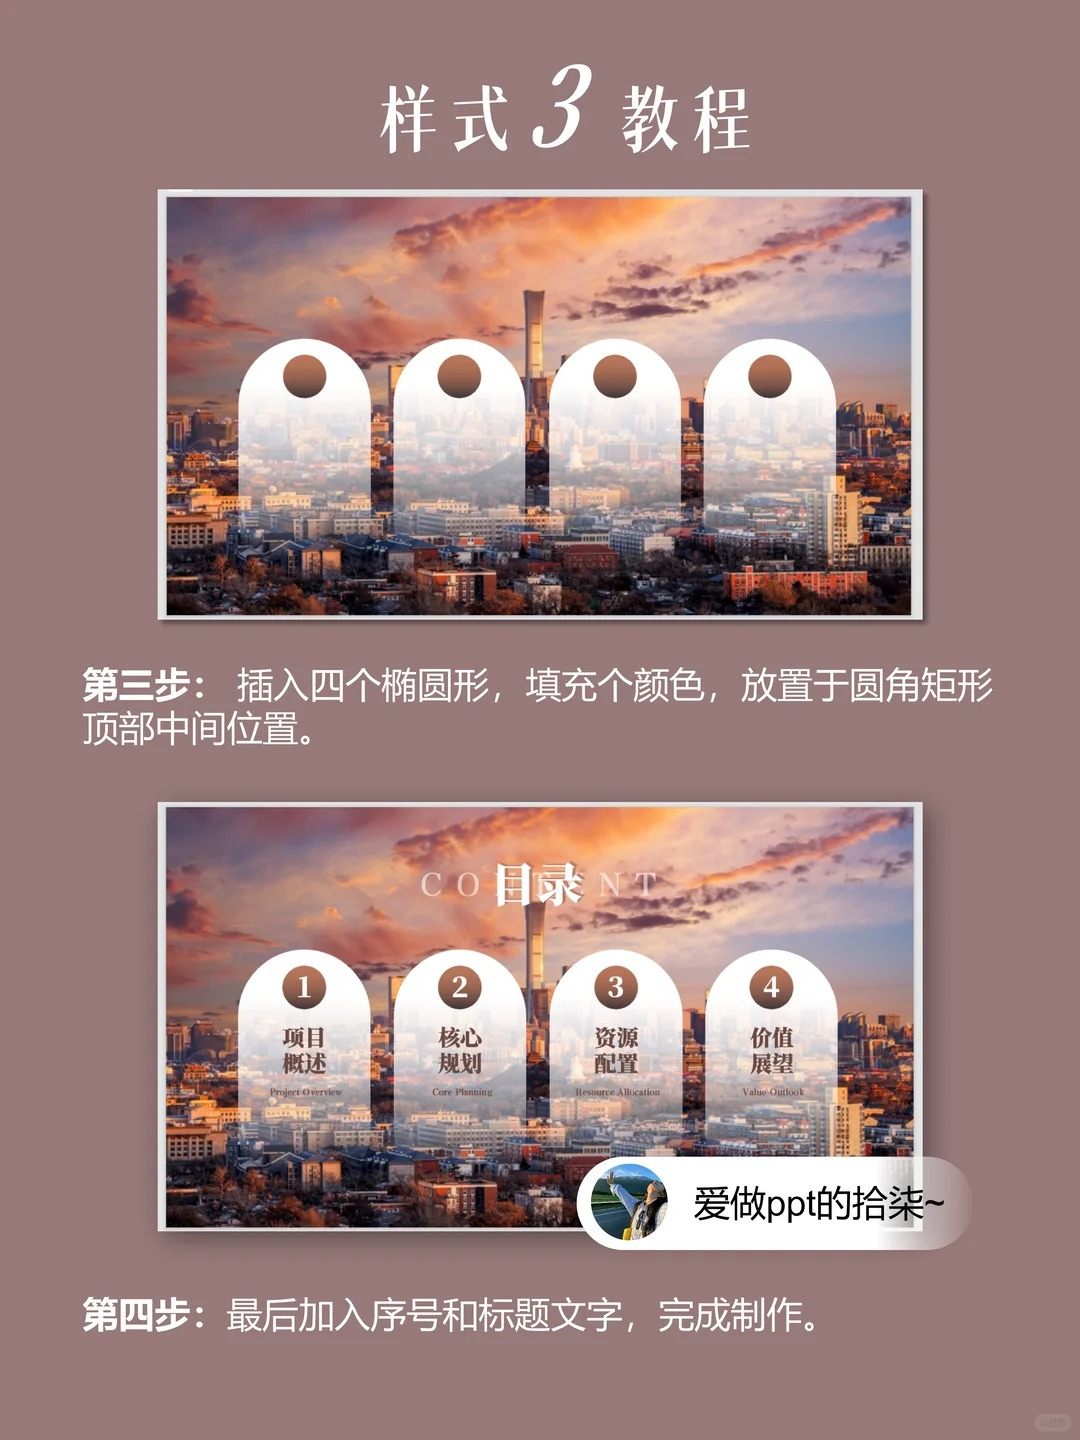 样式3教程
第三步： 插入四个椭圆形，填充个颜色，放置于圆角矩形
顶部中间位置。
CONTENT
目录
1 2 3 4
项目 核心 资源 价值
概述 规划 配置 展望
Project Overview Core Planning Resource Allocation Value Outlook
爱做ppt的拾柒~
第四步：最后加入序号和标题文字，完成制作。